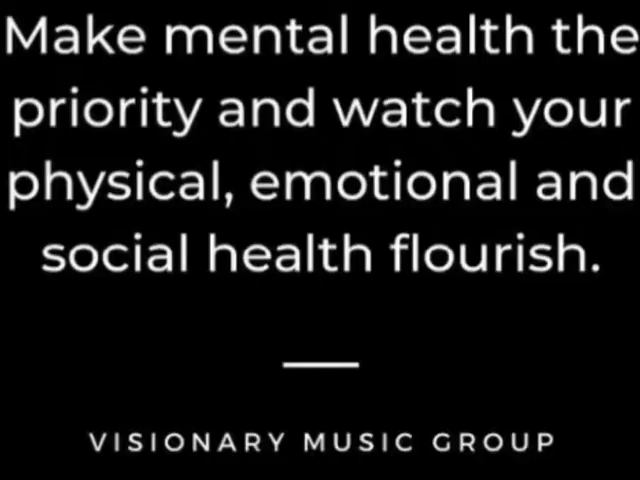 Make mental health the
priority and watch your
physical, emotional and
social health flourish.
VISIONARY MUSIC GROUP